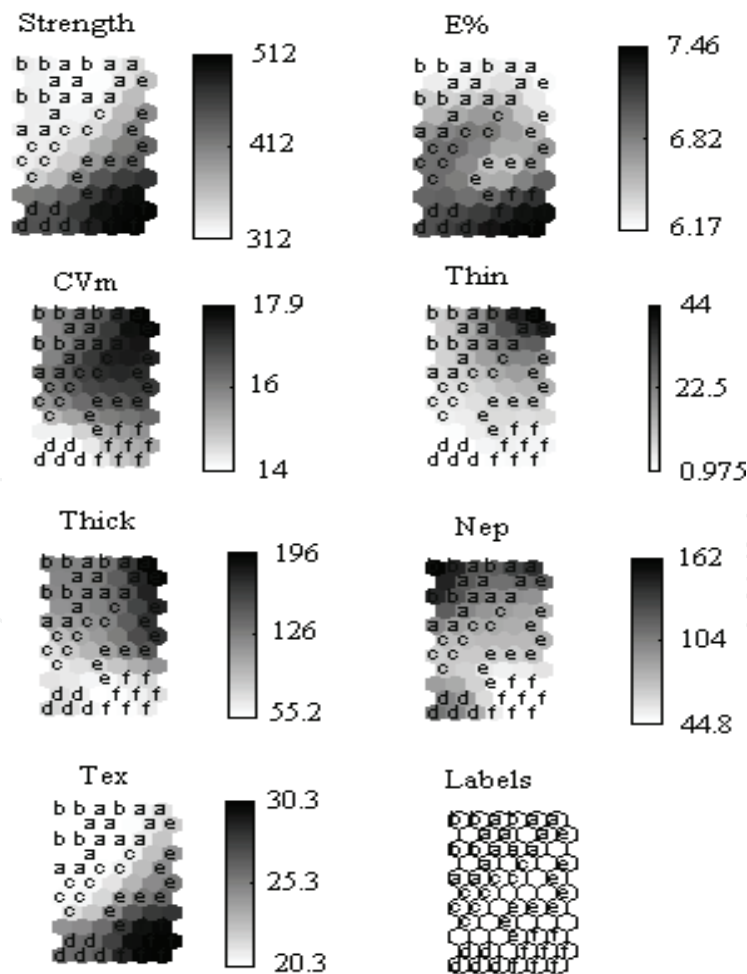 Strength
b b a b a a
a a a e
b b a a a
a c e
a a c c e
c c e
c c e e e
c e
e
d d
d d d
512
412
312
E%
b b a b a a
a a a e
b b a a a
a c e
a a c c e
c c e
c c e e e
c e
e f f
d d
d d d
7.46
6.82
6.17
CVm
b b a b a
a a
b b a a a
a c e
a a c c e
c c e
c c e e e
c e
e f f
d d f f f
d d d f f f
17.9
16
14
Thin
b b a b a
a a a e
b b a a a
a c e
a a c c e
c c e
c c e e e
c e
e f f
d d f f f
d d d f f f
44
22.5
0.975
Thick
b b a b a
a a
b b a a a
a c e
a a c c e
c c e
c c e e e
c e
e f f
d d f f f
d d d f f f
196
126
55.2
Nep
b b a b a a
a a a e
b b a a a
a c e
a a c c e
c c e
c c e e e
c e
e f f
d d f f f
d d d f f f
162
104
44.8
Tex
b b a b a a
a a a e
b b a a a
a c e
a a c c e
c c e
c c e e e
c e
e
d d
d d d
30.3
25.3
20.3
Labels
b b a b a a
a a a e
b b a a a
a c e
a a c c e
c c e
c c e e e
c e
e f f
d d f f f
d d d f f f